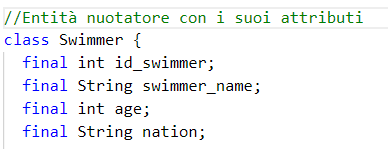 //Entità nuotatore con i suoi attributi
class Swimmer {
final int id_swimmer;
final String swimmer_name;
final int age;
final String nation;